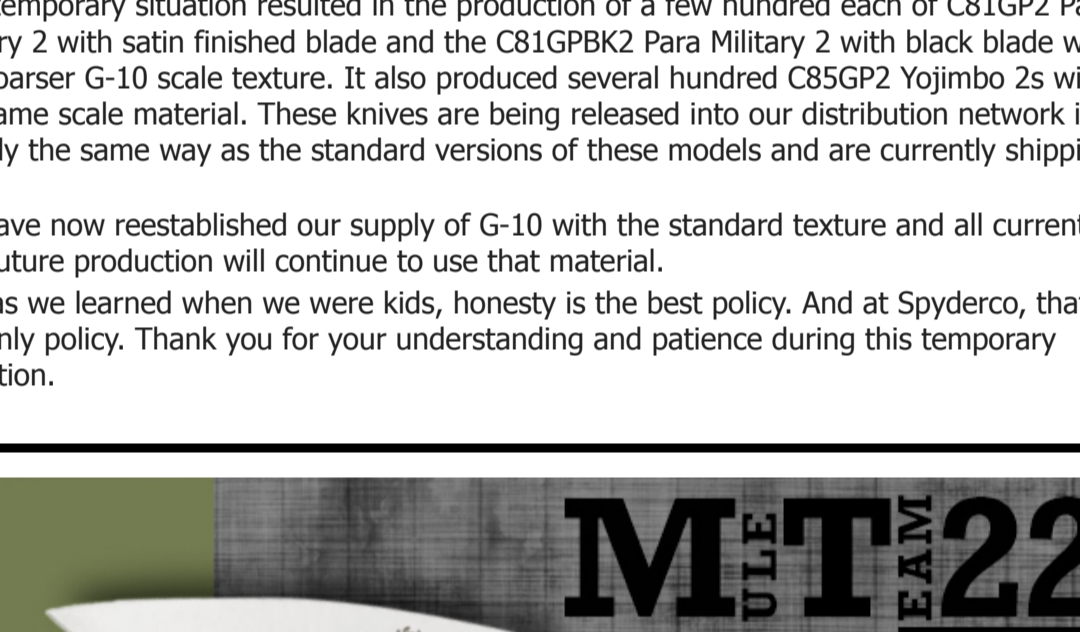 temporary situation resulted in the production of a few hundred each of C81GP2 Pa
ry 2 with satin finished blade and the C81GPBK2 Para Military 2 with black blade w
oarser G-10 scale texture. It also produced several hundred C85GP2 Yojimbo 2s wi
ame scale material. These knives are being released into our distribution network i
ly the same way as the standard versions of these models and are currently shippi
ave now reestablished our supply of G-10 with the standard texture and all current
uture production will continue to use that material.
as we learned when we were kids, honesty is the best policy. And at Spyderco, tha
nly policy. Thank you for your understanding and patience during this temporary
tion.
MULE TEAM 22